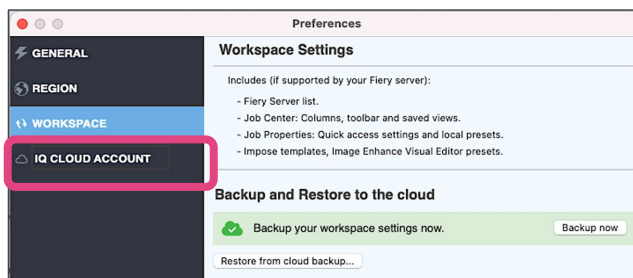 Preferences
GENERAL
REGION
WORKSPACE
IQ CLOUD ACCOUNT
Workspace Settings
Includes (if supported by your Fiery server):
- Fiery Server list.
- Job Center: Columns, toolbar and saved views.
- Job Properties: Quick access settings and local presets.
- Impose templates, Image Enhance Visual Editor presets.
Backup and Restore to the cloud
Backup your workspace settings now.
Backup now
Restore from cloud backup...